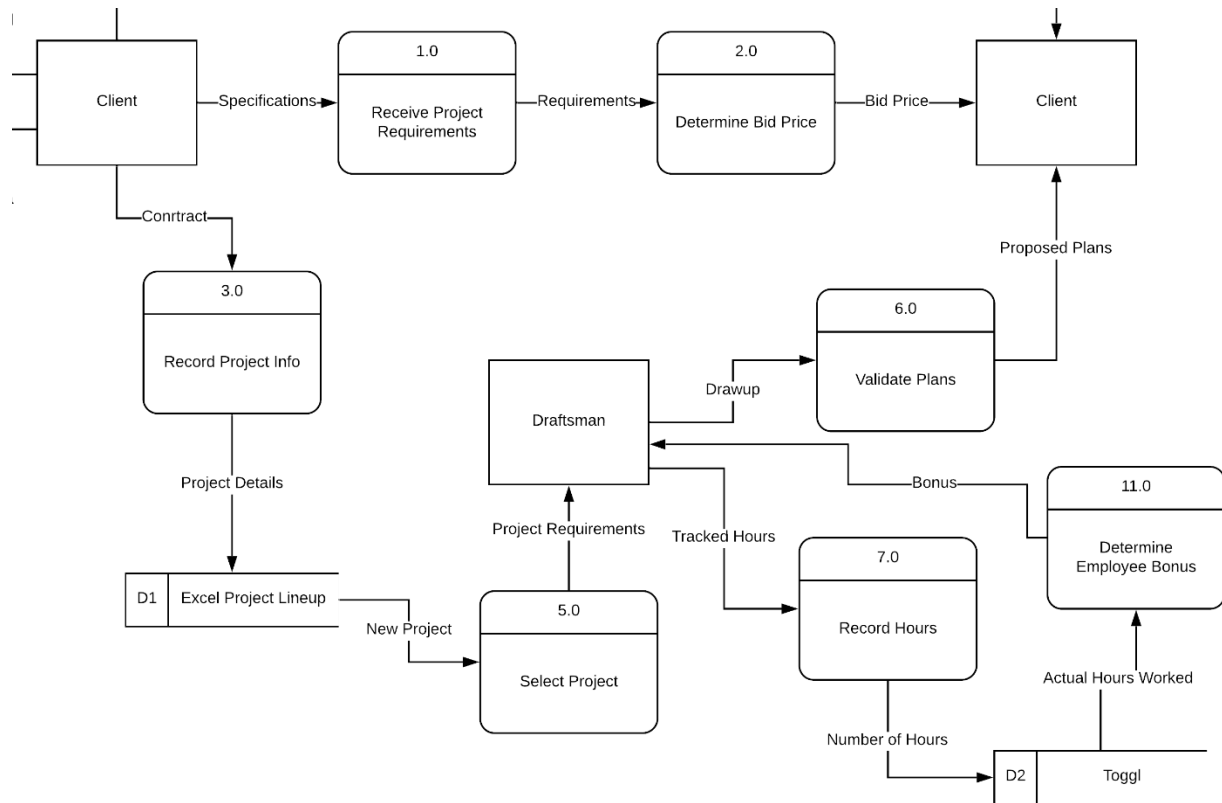 1.0
2.0
Client
Specifications
Receive Project
Requirements
Requirements
Determine Bid Price
Bid Price
Client
Conrtract
Proposed Plans
3.0
Record Project Info
6.0
Validate Plans
Drawup
Draftsman
Project Details
Bonus
11.0
Determine
Employee Bonus
Project Requirements
Tracked Hours
7.0
Record Hours
D1
Excel Project Lineup
New Project
5.0
Select Project
Actual Hours Worked
Number of Hours
D2
Toggl